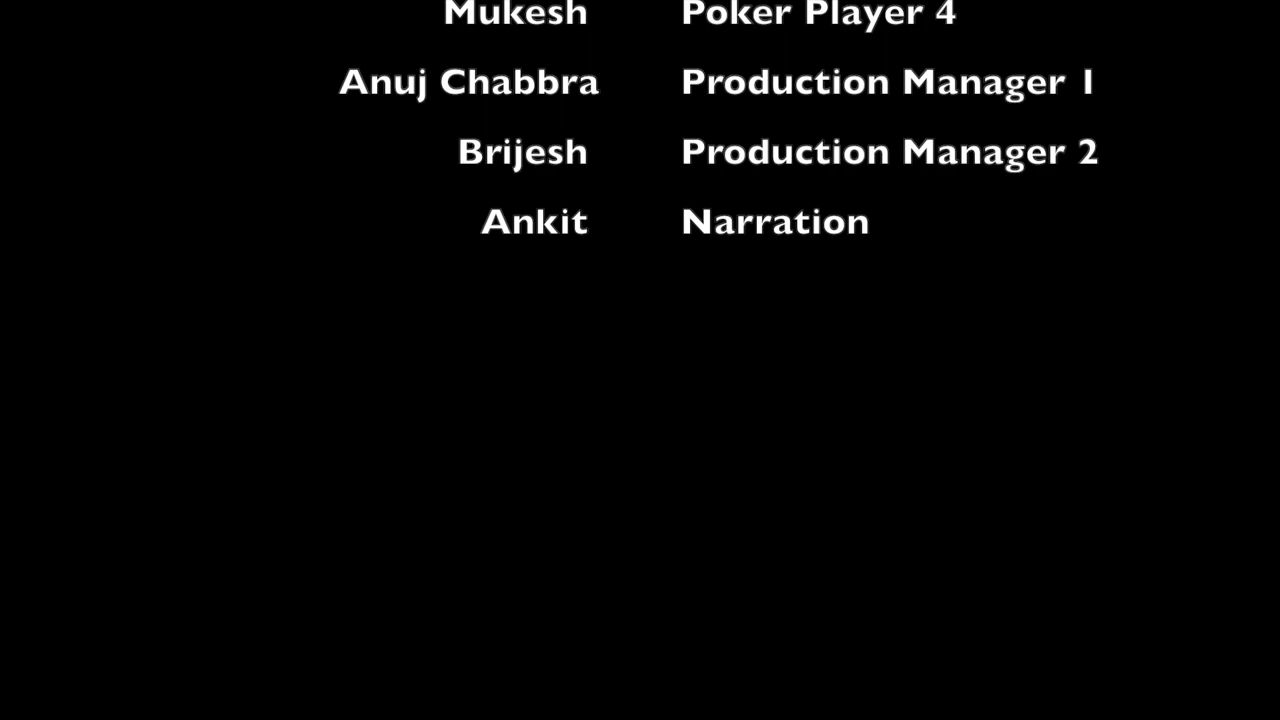 Mukesh Poker Player 4
Anuj Chabbra Production Manager 1
Brijesh Production Manager 2
Ankit Narration